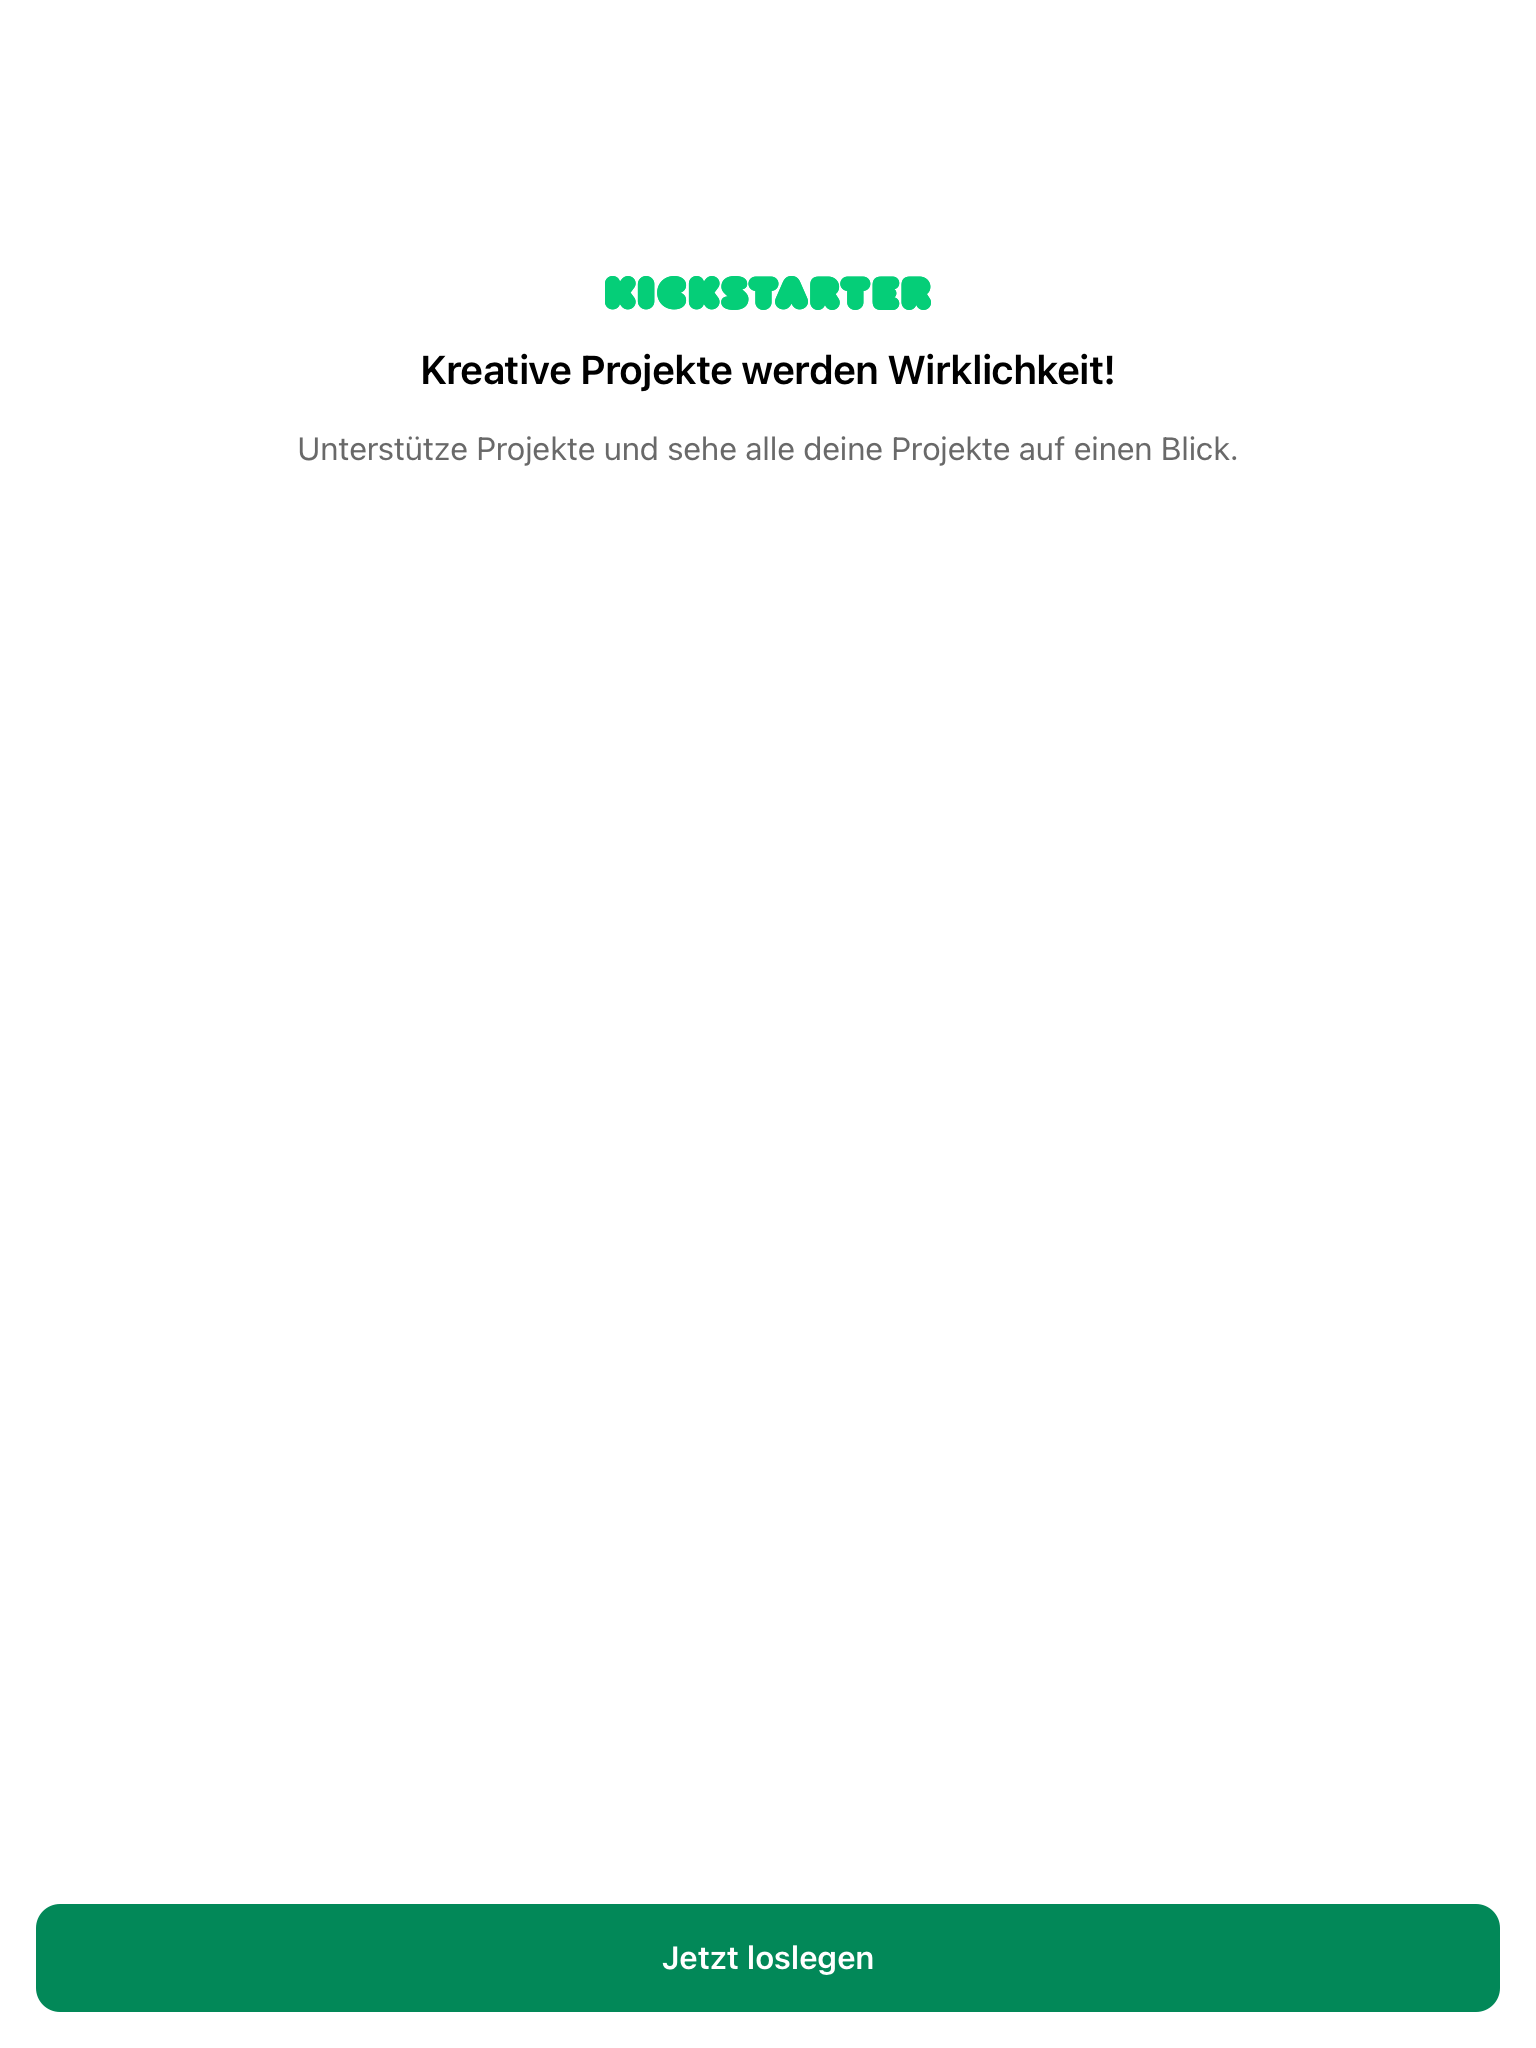 KICKSTARTER
Kreative Projekte werden Wirklichkeit!
Unterstütze Projekte und sehe alle deine Projekte auf einen Blick.
Jetzt loslegen